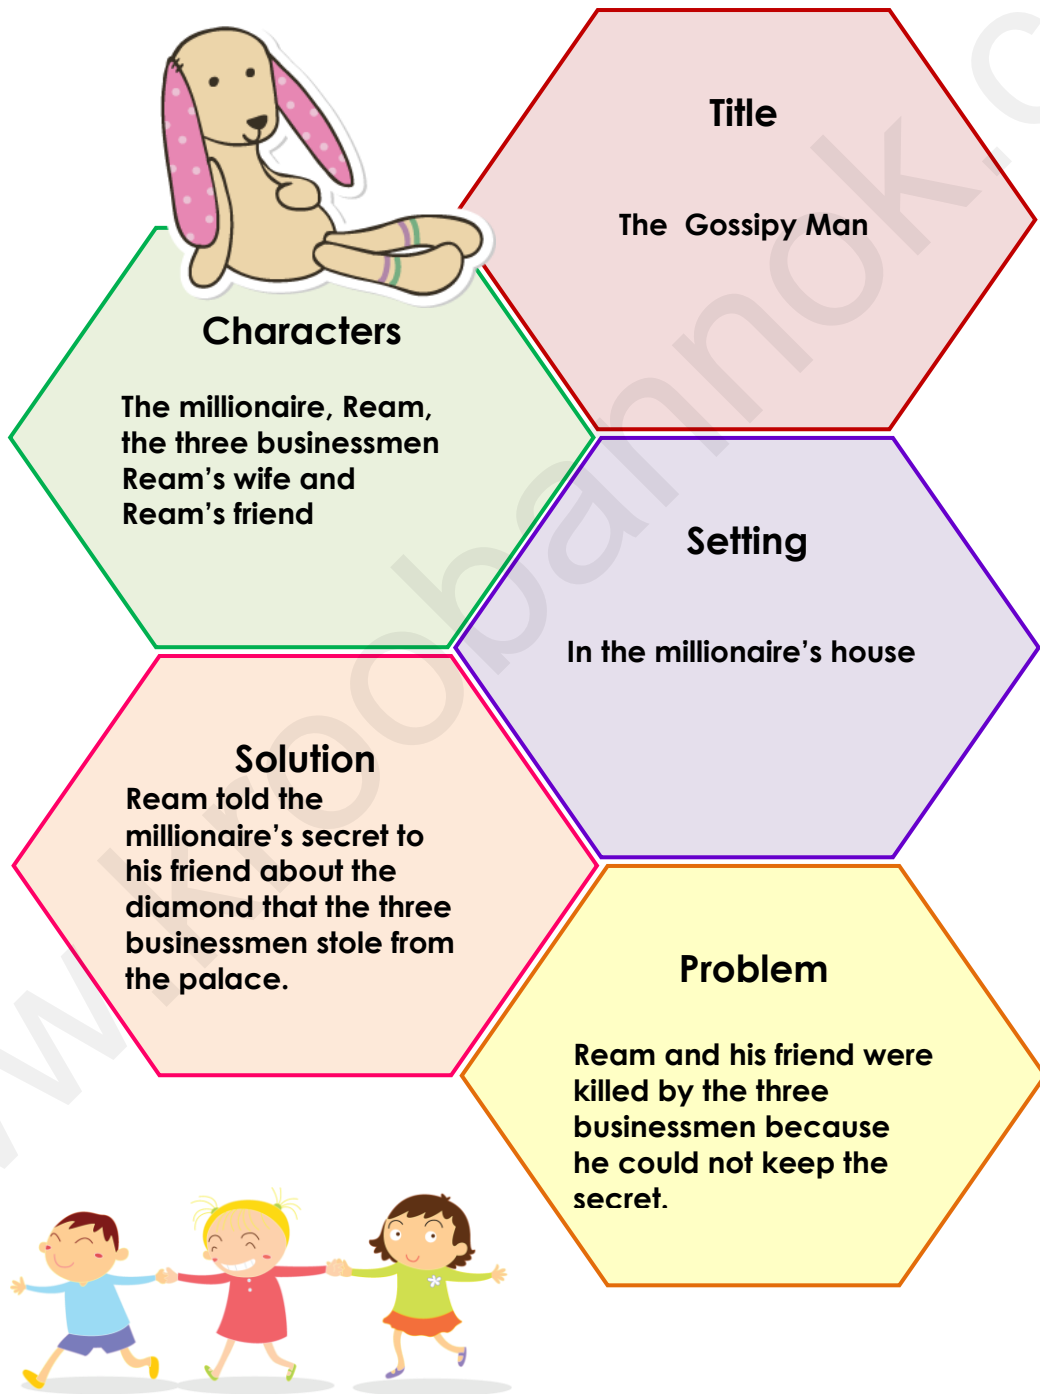 Title
The Gossipy Man
Characters
The millionaire, Ream,
the three businessmen
Ream's wife and
Ream's friend
Setting
In the millionaire's house
Solution
Ream told the
millionaire's secret to
his friend about the
diamond that the three
businessmen stole from
the palace.
Problem
Ream and his friend were
killed by the three
businessmen because
he could not keep the
secret.
w.kroobannok.c